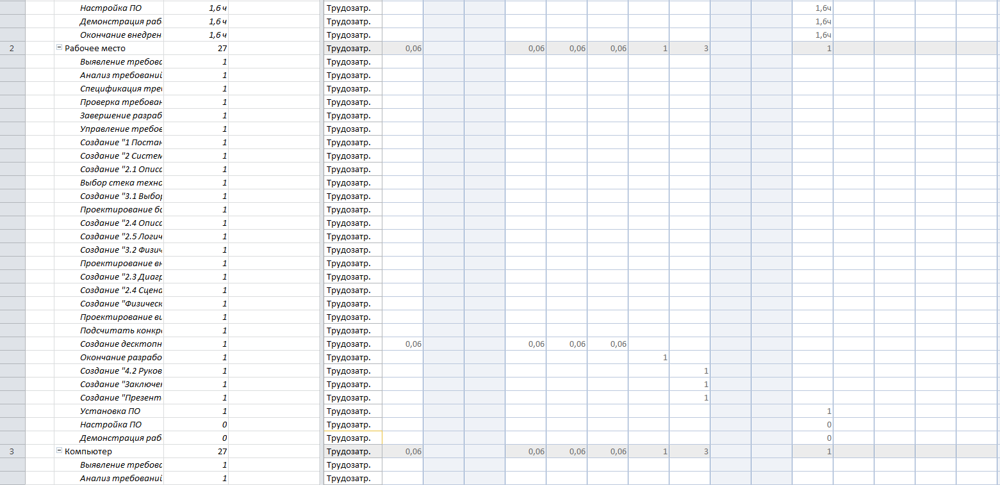 Настройка ПО 1,6 ч Трудозатр. 1,6ч
Демонстрация раб 1,6 ч Трудозатр. 1,6ч
Окончание внедрен 1,6 ч Трудозатр. 1,6ч
2 Рабочее место 27 Трудозатр. 0,06 0,06 0,06 0,06 1 3 1
Выявление требова 1 Трудозатр.
Анализ требований 1 Трудозатр.
Спецификация тре 1 Трудозатр.
Проверка требован 1 Трудозатр.
Завершение разраб 1 Трудозатр.
Управление требов 1 Трудозатр.
Создание "1 Постан 1 Трудозатр.
Создание "2 Систем 1 Трудозатр.
Создание "2.1 Описа 1 Трудозатр.
Выбор стека техно 1 Трудозатр.
Создание "3.1 Выбор 1 Трудозатр.
Проектирование ба 1 Трудозатр.
Создание "2.4 Описа 1 Трудозатр.
Создание "2.5 Логич 1 Трудозатр.
Создание "3.2 Физич 1 Трудозатр.
Проектирование вн 1 Трудозатр.
Создание "2.3 Диагр 1 Трудозатр.
Создание "2.4 Сцена 1 Трудозатр.
Создание "Физическ 1 Трудозатр.
Проектирование ви 1 Трудозатр.
Подсчитать конкр 1 Трудозатр.
Создание десктопн 1 Трудозатр. 0,06 0,06 0,06 0,06
Окончание разрабо 1 Трудозатр. 1
Создание "4.2 Руков 1 Трудозатр. 1
Создание "Заключен 1 Трудозатр. 1
Создание "Презент 1 Трудозатр. 1
Установка ПО 1 Трудозатр. 1
Настройка ПО 0 Трудозатр. 0
Демонстрация раб 0 Трудозатр. 0
3 Компьютер 27 Трудозатр. 0,06 0,06 0,06 0,06 1 3 1
Выявление требова 1 Трудозатр.
Анализ требований 1 Трудозатр.